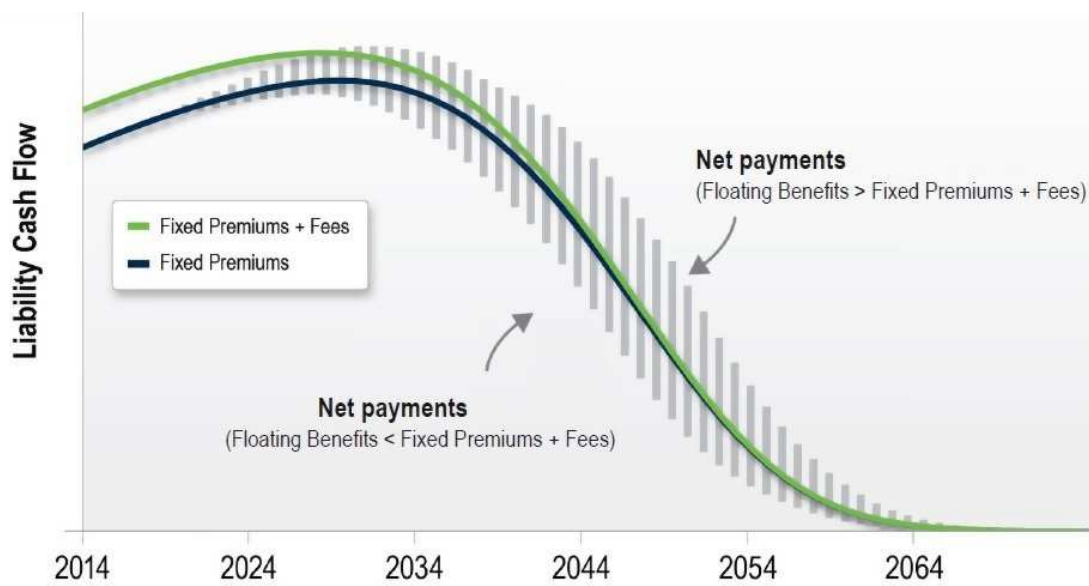 Liability Cash Flow
Net payments
(Floating Benefits > Fixed Premiums + Fees)
Fixed Premiums + Fees
Fixed Premiums
Net payments
(Floating Benefits < Fixed Premiums + Fees)
2014 2024 2034 2044 2054 2064